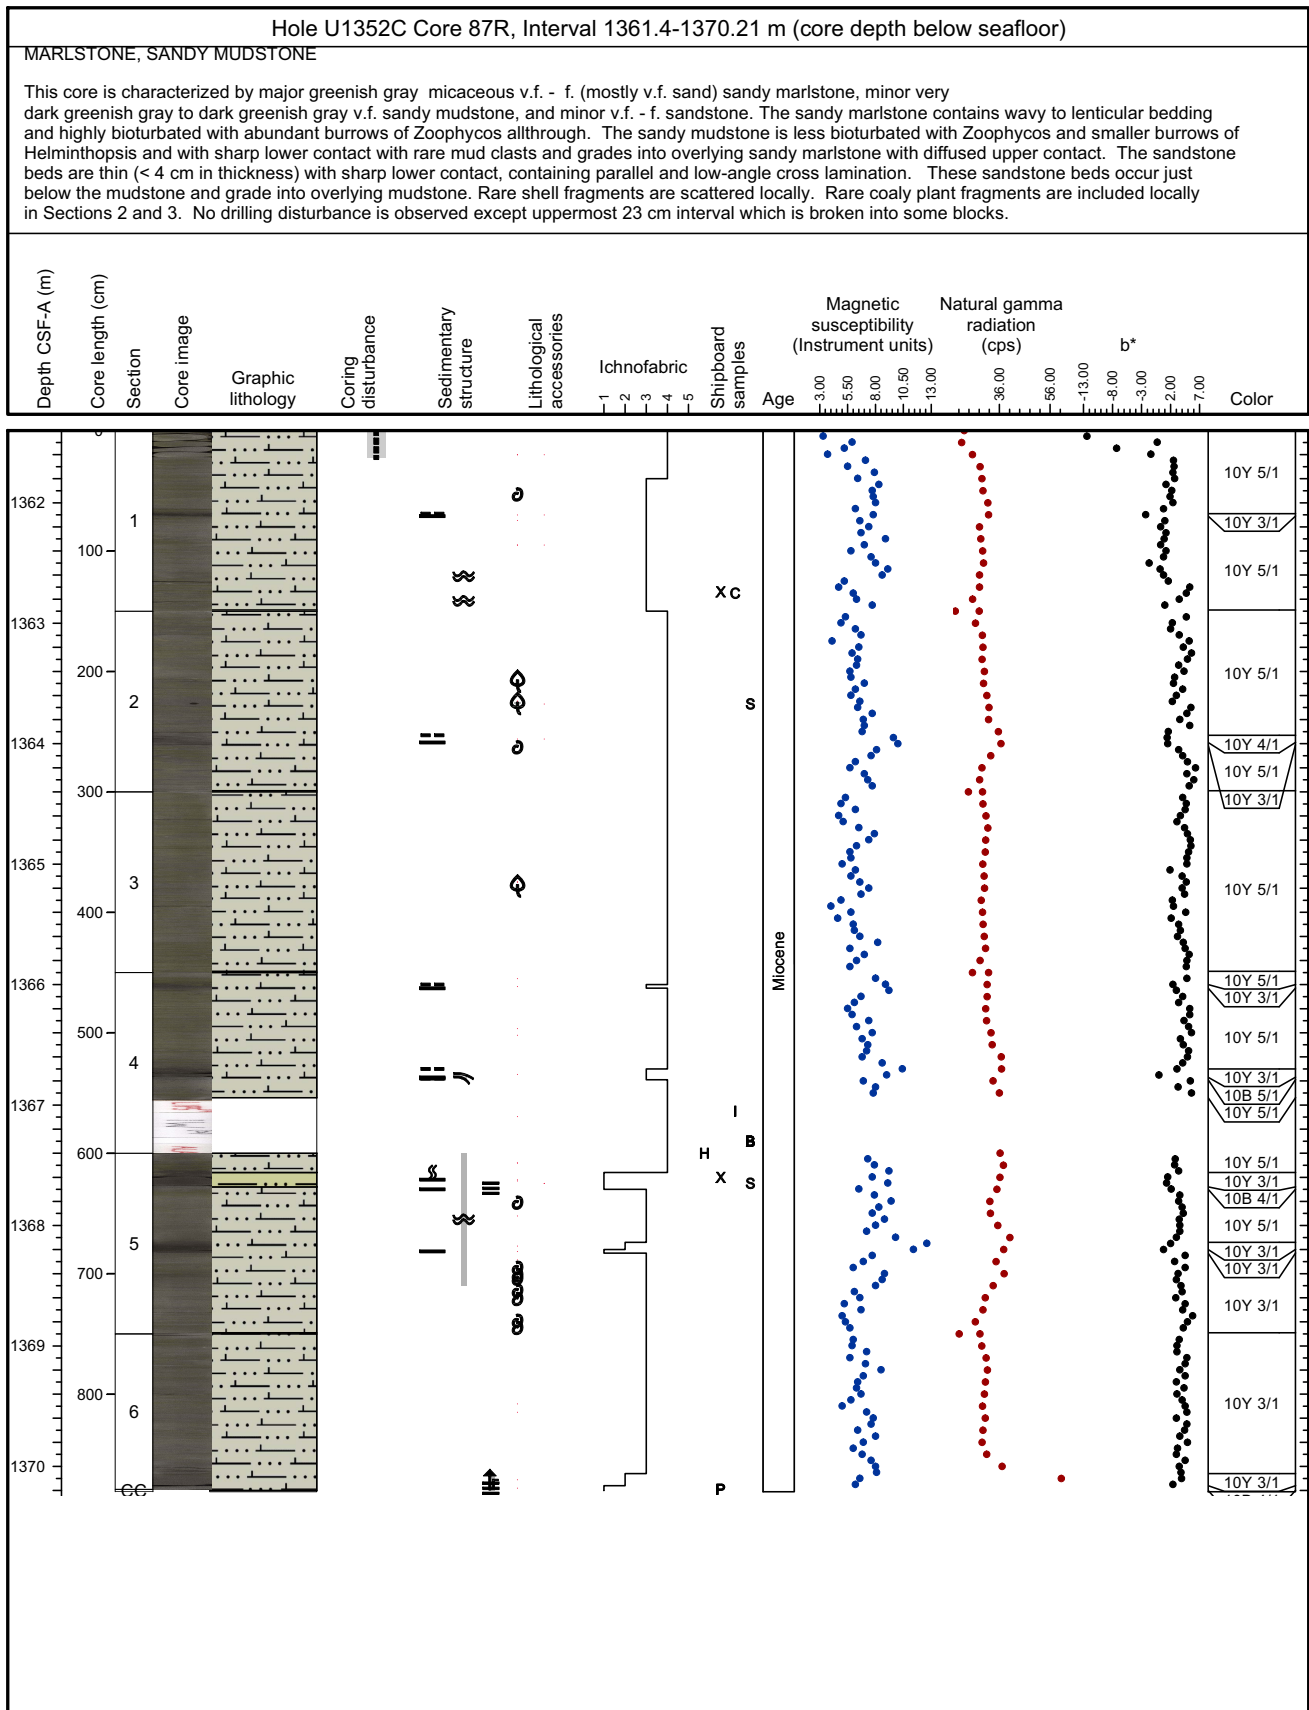 Hole U1352C Core 87R, Interval 1361.4-1370.21 m (core depth below seafloor)
MARLSTONE, SANDY MUDSTONE
This core is characterized by major greenish gray micaceous v.f. - f. (mostly v.f. sand) sandy marlstone, minor very
dark greenish gray to dark greenish gray v.f. sandy mudstone, and minor v.f. - f. sandstone. The sandy marlstone contains wavy to lenticular bedding
and highly bioturbated with abundant burrows of Zoophycos allthrough. The sandy mudstone is less bioturbated with Zoophycos and smaller burrows of
Helminthopsis and with sharp lower contact with rare mud clasts and grades into overlying sandy marlstone with diffused upper contact. The sandstone
beds are thin (< 4 cm in thickness) with sharp lower contact, containing parallel and low-angle cross lamination. These sandstone beds occur just
below the mudstone and grade into overlying mudstone. Rare shell fragments are scattered locally. Rare coaly plant fragments are included locally
in Sections 2 and 3. No drilling disturbance is observed except uppermost 23 cm interval which is broken into some blocks.
Depth CSF-A (m)
Core length (cm)
Section
Core image
Graphic
lithology
Coring
disturbance
Sedimentary
structure
Lithological
accessories
Ichnofabric
1 2 3 4 5
Shipboard
samples
Age
Magnetic
susceptibility
(Instrument units)
3.00 5.50 8.00 10.50 13.00
Natural gamma
radiation
(cps)
36.00 56.00
b*
-13.00 -8.00 -3.00 2.00 7.00
Color
10Y 5/1
1362
1
10Y 3/1
100
10Y 5/1
X C
1363
200
2
10Y 5/1
S
1364
10Y 4/1
10Y 5/1
300
10Y 3/1
1365
3
10Y 5/1
400
Miocene
1366
10Y 5/1
10Y 3/1
500
4
10Y 5/1
10Y 3/1
10B 5/1
1367
I
10Y 5/1
B
600
H
10Y 5/1
X
S
10Y 3/1
10B 4/1
1368
5
10Y 5/1
10Y 3/1
700
10Y 3/1
10Y 3/1
1369
800
6
10Y 3/1
1370
10Y 3/1
CC
P